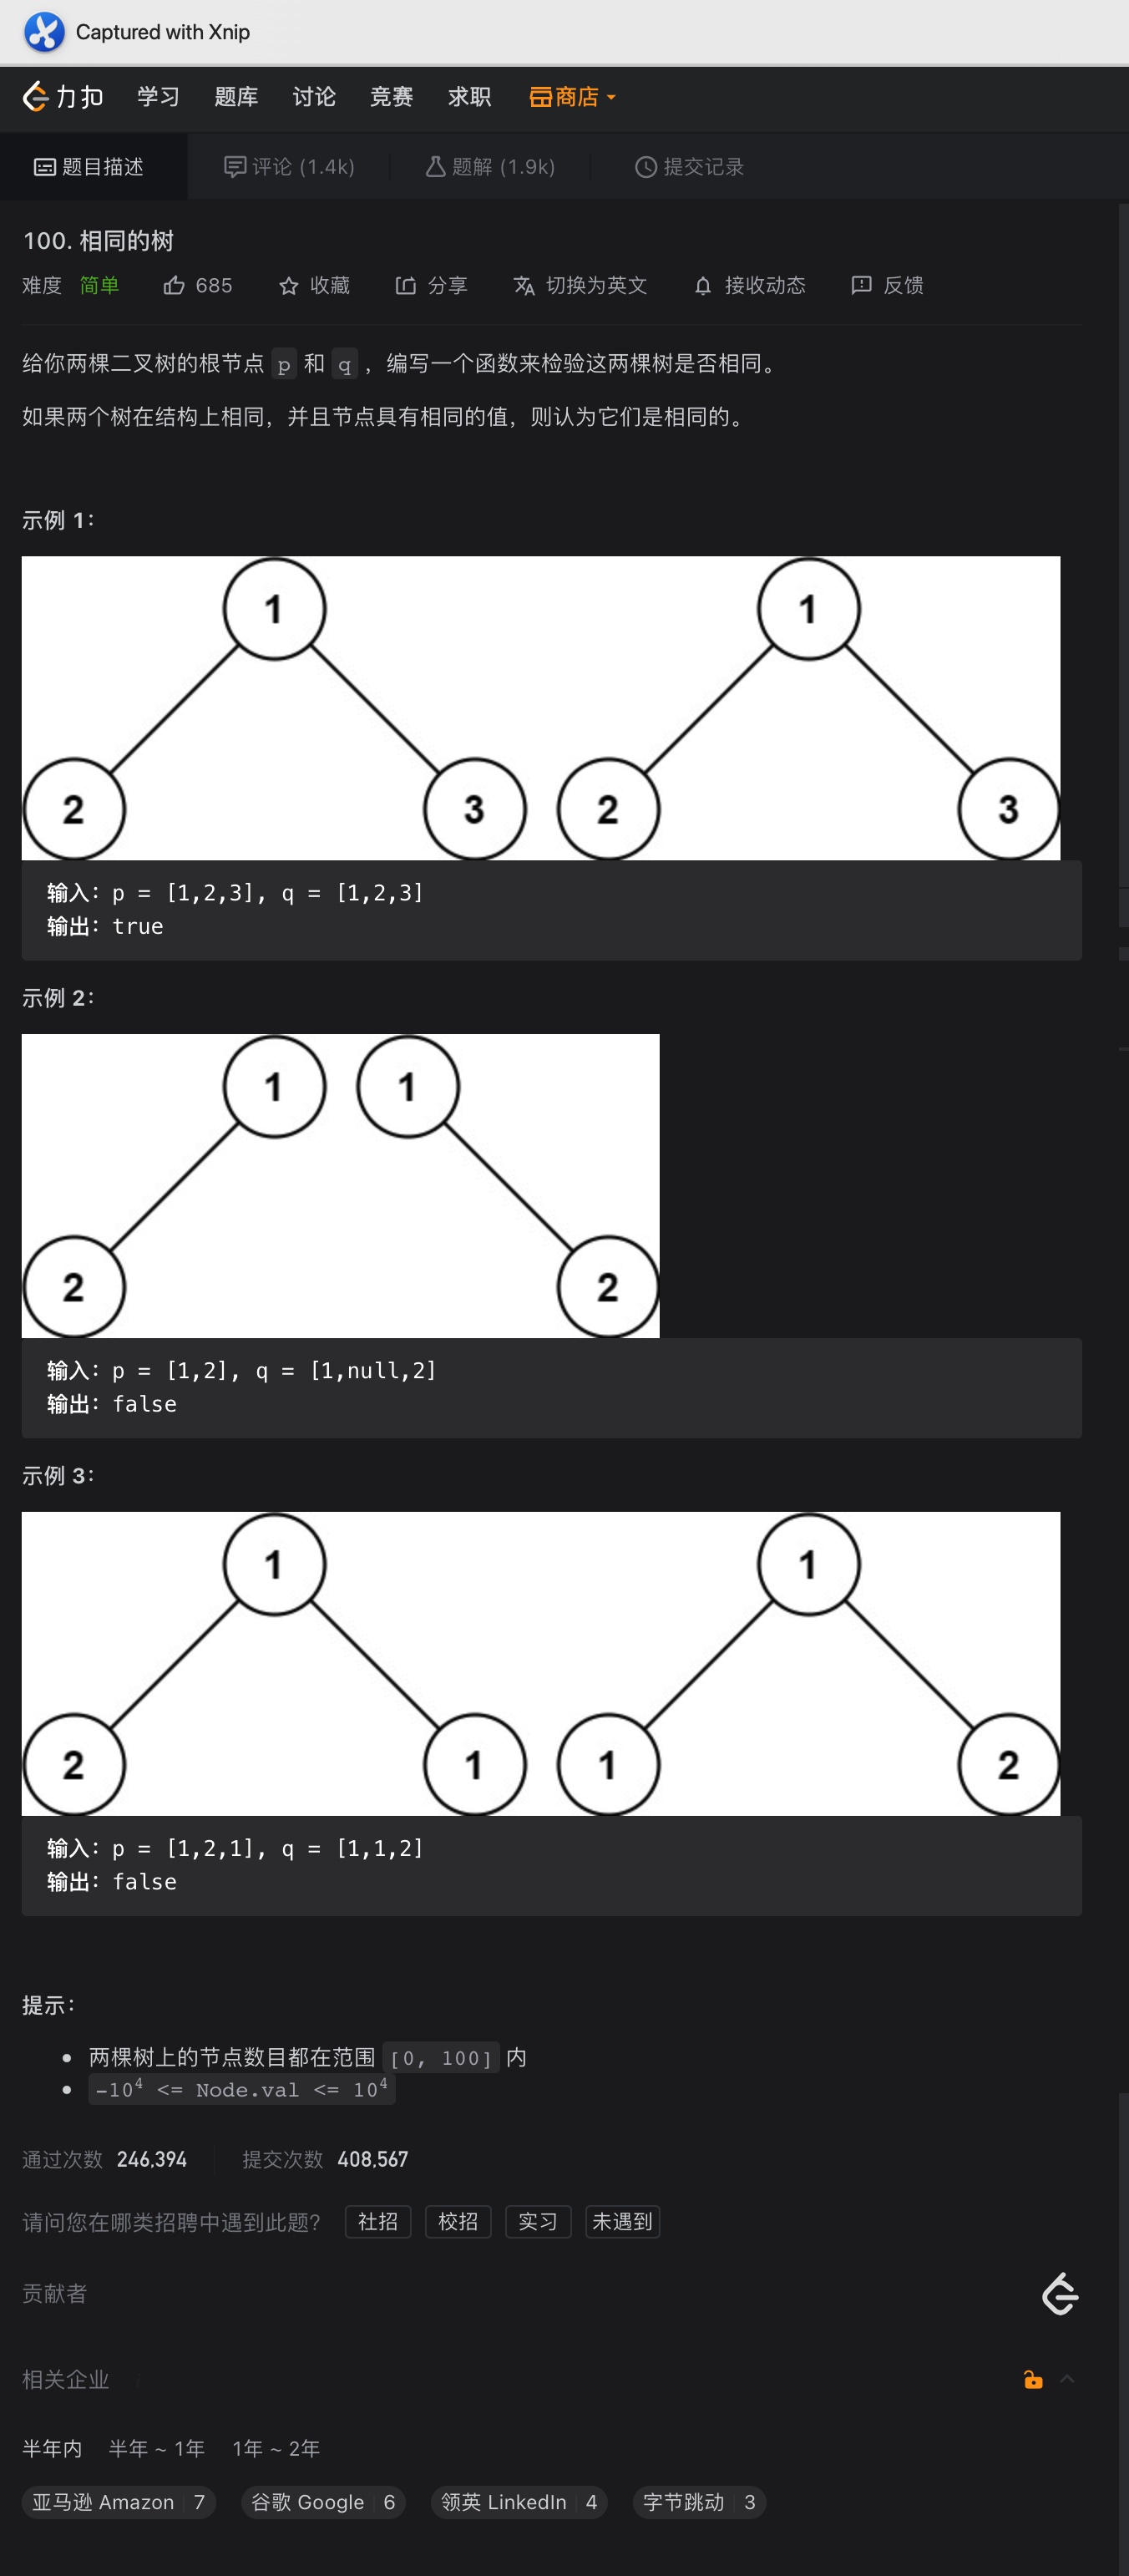 Captured with Xnip
力扣 学习 题库 讨论 竞赛 求职 商店
题目描述 评论 (1.4k) 题解 (1.9k) 提交记录
100. 相同的树
难度 简单 685 收藏 分享 切换为英文 接收动态 反馈
给你两棵二叉树的根节点 p 和 q ，编写一个函数来检验这两棵树是否相同。
如果两个树在结构上相同，并且节点具有相同的值，则认为它们是相同的。
示例 1：
1 1
2 3 2 3
输入：p = [1,2,3], q = [1,2,3]
输出：true
示例 2：
1 1
2 2
输入：p = [1,2], q = [1,null,2]
输出：false
示例 3：
1 1
2 1 1 2
输入：p = [1,2,1], q = [1,1,2]
输出：false
提示：
• 两棵树上的节点数目都在范围 [0, 100] 内
• -10⁴ <= Node.val <= 10⁴
通过次数 246,394 提交次数 408,567
请问您在哪类招聘中遇到此题? 社招 校招 实习 未遇到
贡献者
相关企业
半年内 半年 ~ 1年 1年 ~ 2年
亚马逊 Amazon 7 谷歌 Google 6 领英 LinkedIn 4 字节跳动 3